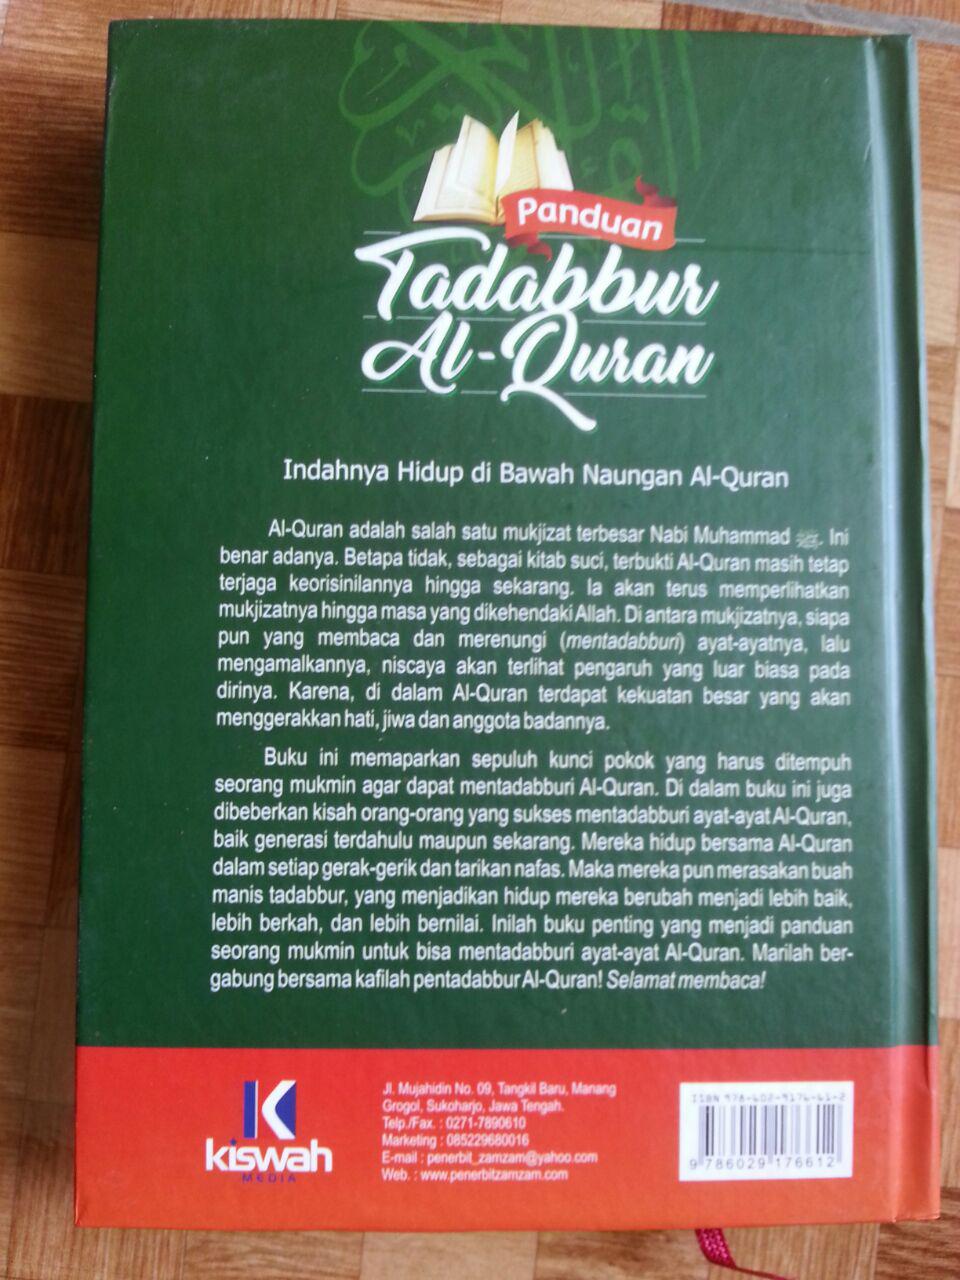 Panduan
Tadabbur
Al-Quran
Indahnya Hidup di Bawah Naungan Al-Quran
Al-Quran adalah salah satu mukjizat terbesar Nabi Muhammad ﷺ. Ini
benar adanya. Betapa tidak, sebagai kitab suci, terbukti Al-Quran masih tetap
terjaga keorisinilannya hingga sekarang. Ia akan terus memperlihatkan
mukjizatnya hingga masa yang dikehendaki Allah. Di antara mukjizatnya, siapa
pun yang membaca dan merenungi (mentadabburi) ayat-ayatnya, lalu
mengamalkannya, niscaya akan terlihat pengaruh yang luar biasa pada
dirinya. Karena, di dalam Al-Quran terdapat kekuatan besar yang akan
menggerakkan hati, jiwa dan anggota badannya.
Buku ini memaparkan sepuluh kunci pokok yang harus ditempuh
seorang mukmin agar dapat mentadabburi Al-Quran. Di dalam buku ini juga
dibeberkan kisah orang-orang yang sukses mentadabburi ayat-ayat Al-Quran,
baik generasi terdahulu maupun sekarang. Mereka hidup bersama Al-Quran
dalam setiap gerak-gerik dan tarikan nafas. Maka mereka pun merasakan buah
manis tadabbur, yang menjadikan hidup mereka berubah menjadi lebih baik,
lebih berkah, dan lebih bernilai. Inilah buku penting yang menjadi panduan
seorang mukmin untuk bisa mentadabburi ayat-ayat Al-Quran. Marilah ber-
gabung bersama kafilah pentadabbur Al-Quran! Selamat membaca!
K
kiswah
MEDIA
Jl. Mujahidin No. 09, Tangkil Baru, Manang
Grogol, Sukoharjo, Jawa Tengah.
Telp./Fax. : 0271-7890610
Marketing : 085229680016
E-mail : penerbit_zamzam@yahoo.com
Web. : www.penerbitzamzam.com
ISBN 978-602-9176-61-2
9 786029 176612